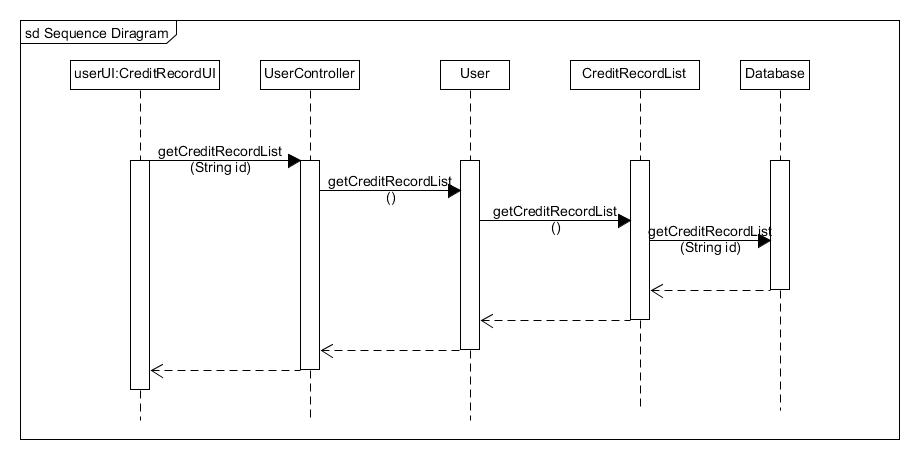 sd Sequence Diragram
userUI:CreditRecordUI
UserController
User
CreditRecordList
Database
getCreditRecordList
(String id)
getCreditRecordList
()
getCreditRecordList
()
getCreditRecordList
(String id)